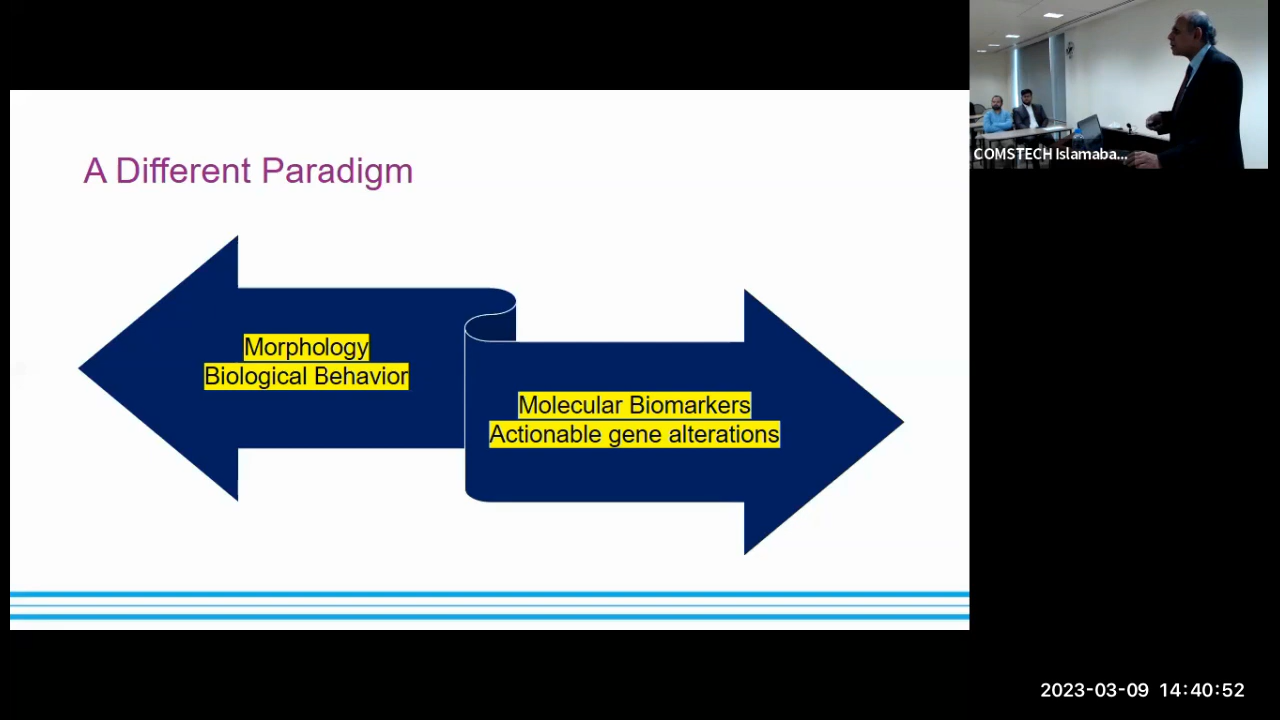 COMSTECH Islamaba...
A Different Paradigm
Morphology
Biological Behavior
Molecular Biomarkers
Actionable gene alterations
2023-03-09 14:40:52